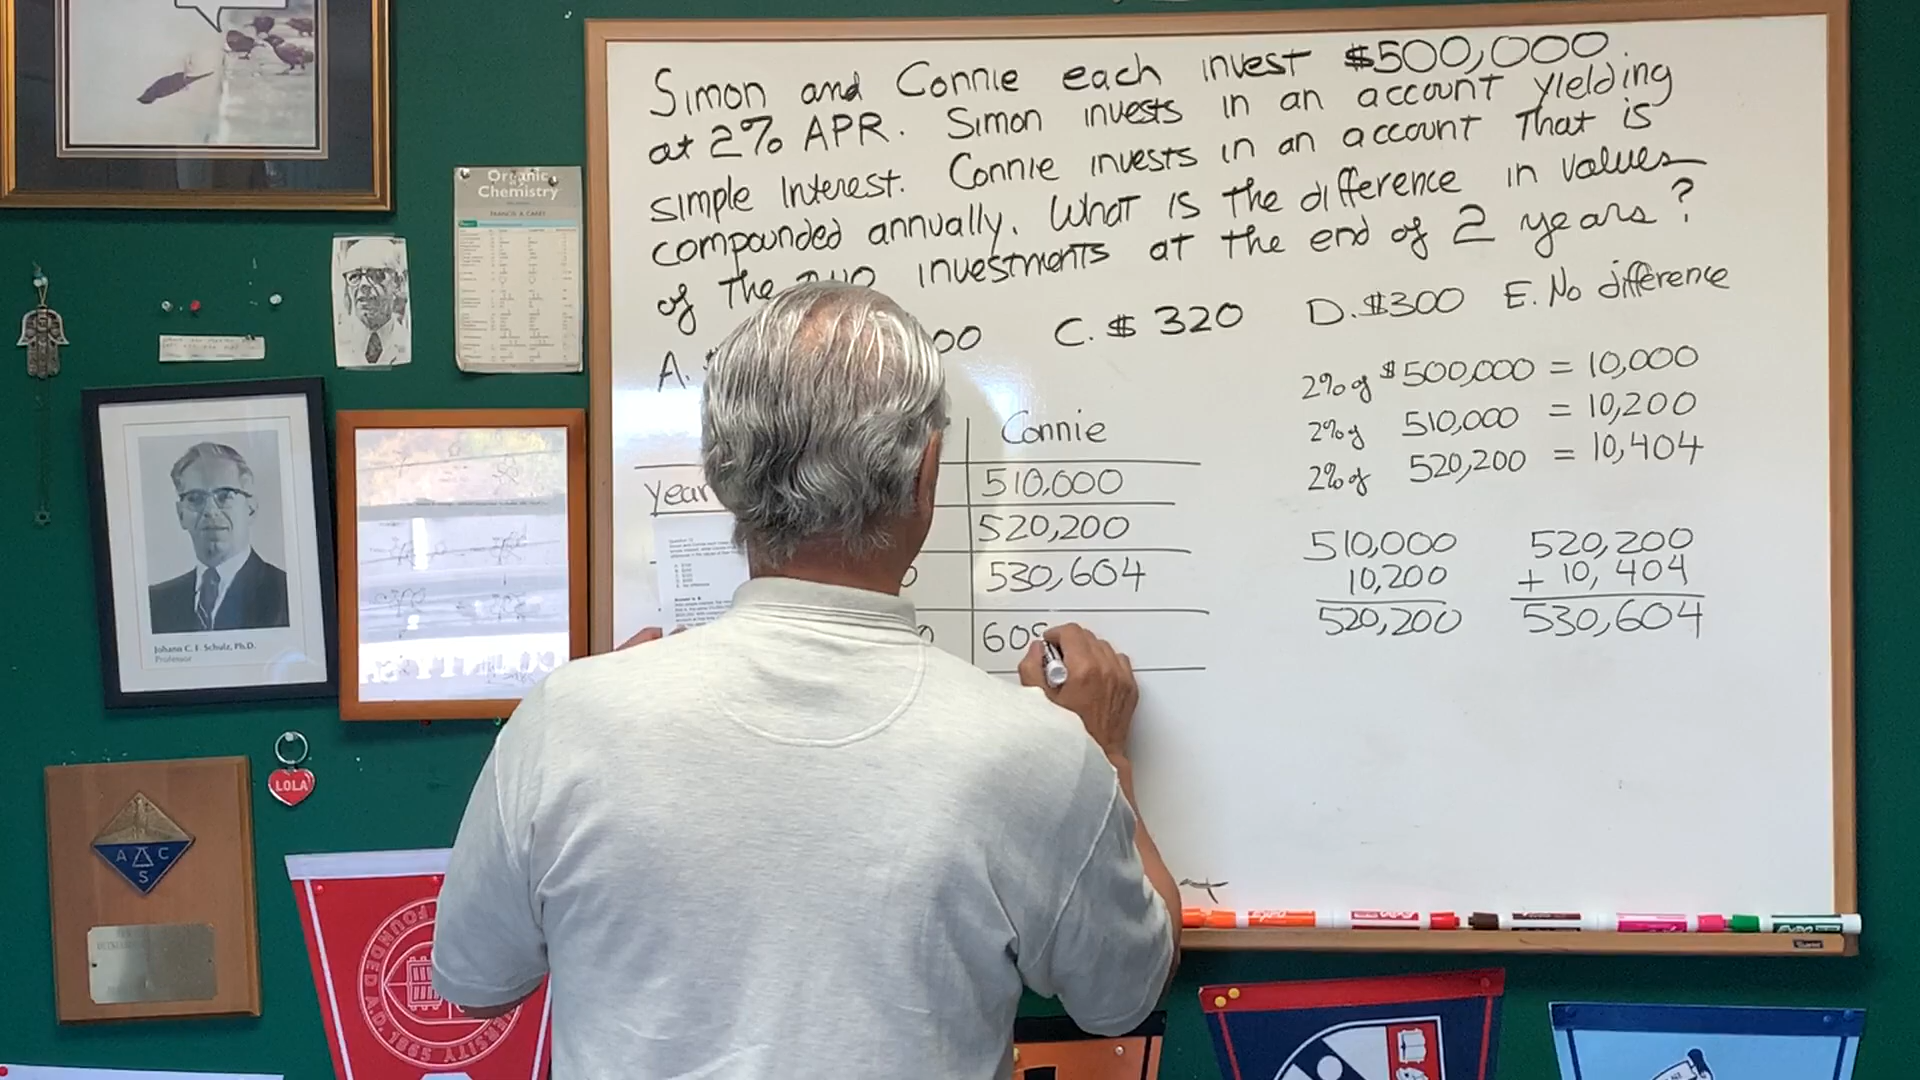 Simon and Connie each invest $500,000.
at 2% APR. Simon invests in an account yielding
simple Interest. Connie invests in an account That is
compounded annually. What is the difference in values
of The investments at the end of 2 years?
A. 00 C. $ 320 D. $300 E. No difference
Connie
year 510,000
520,200
530,604
0 60
2% of $500,000 = 10,000
2% of 510,000 = 10,200
2% of 520,200 = 10,404
510,000
10,200
520,200
520,200
+ 10,404
530,604
Organic
Chemistry
FRANCIS A CAREY
Johann C. F. Schulz, Ph.D.
Professor
LOLA
A C
S
FOUNDED A.D. 1965